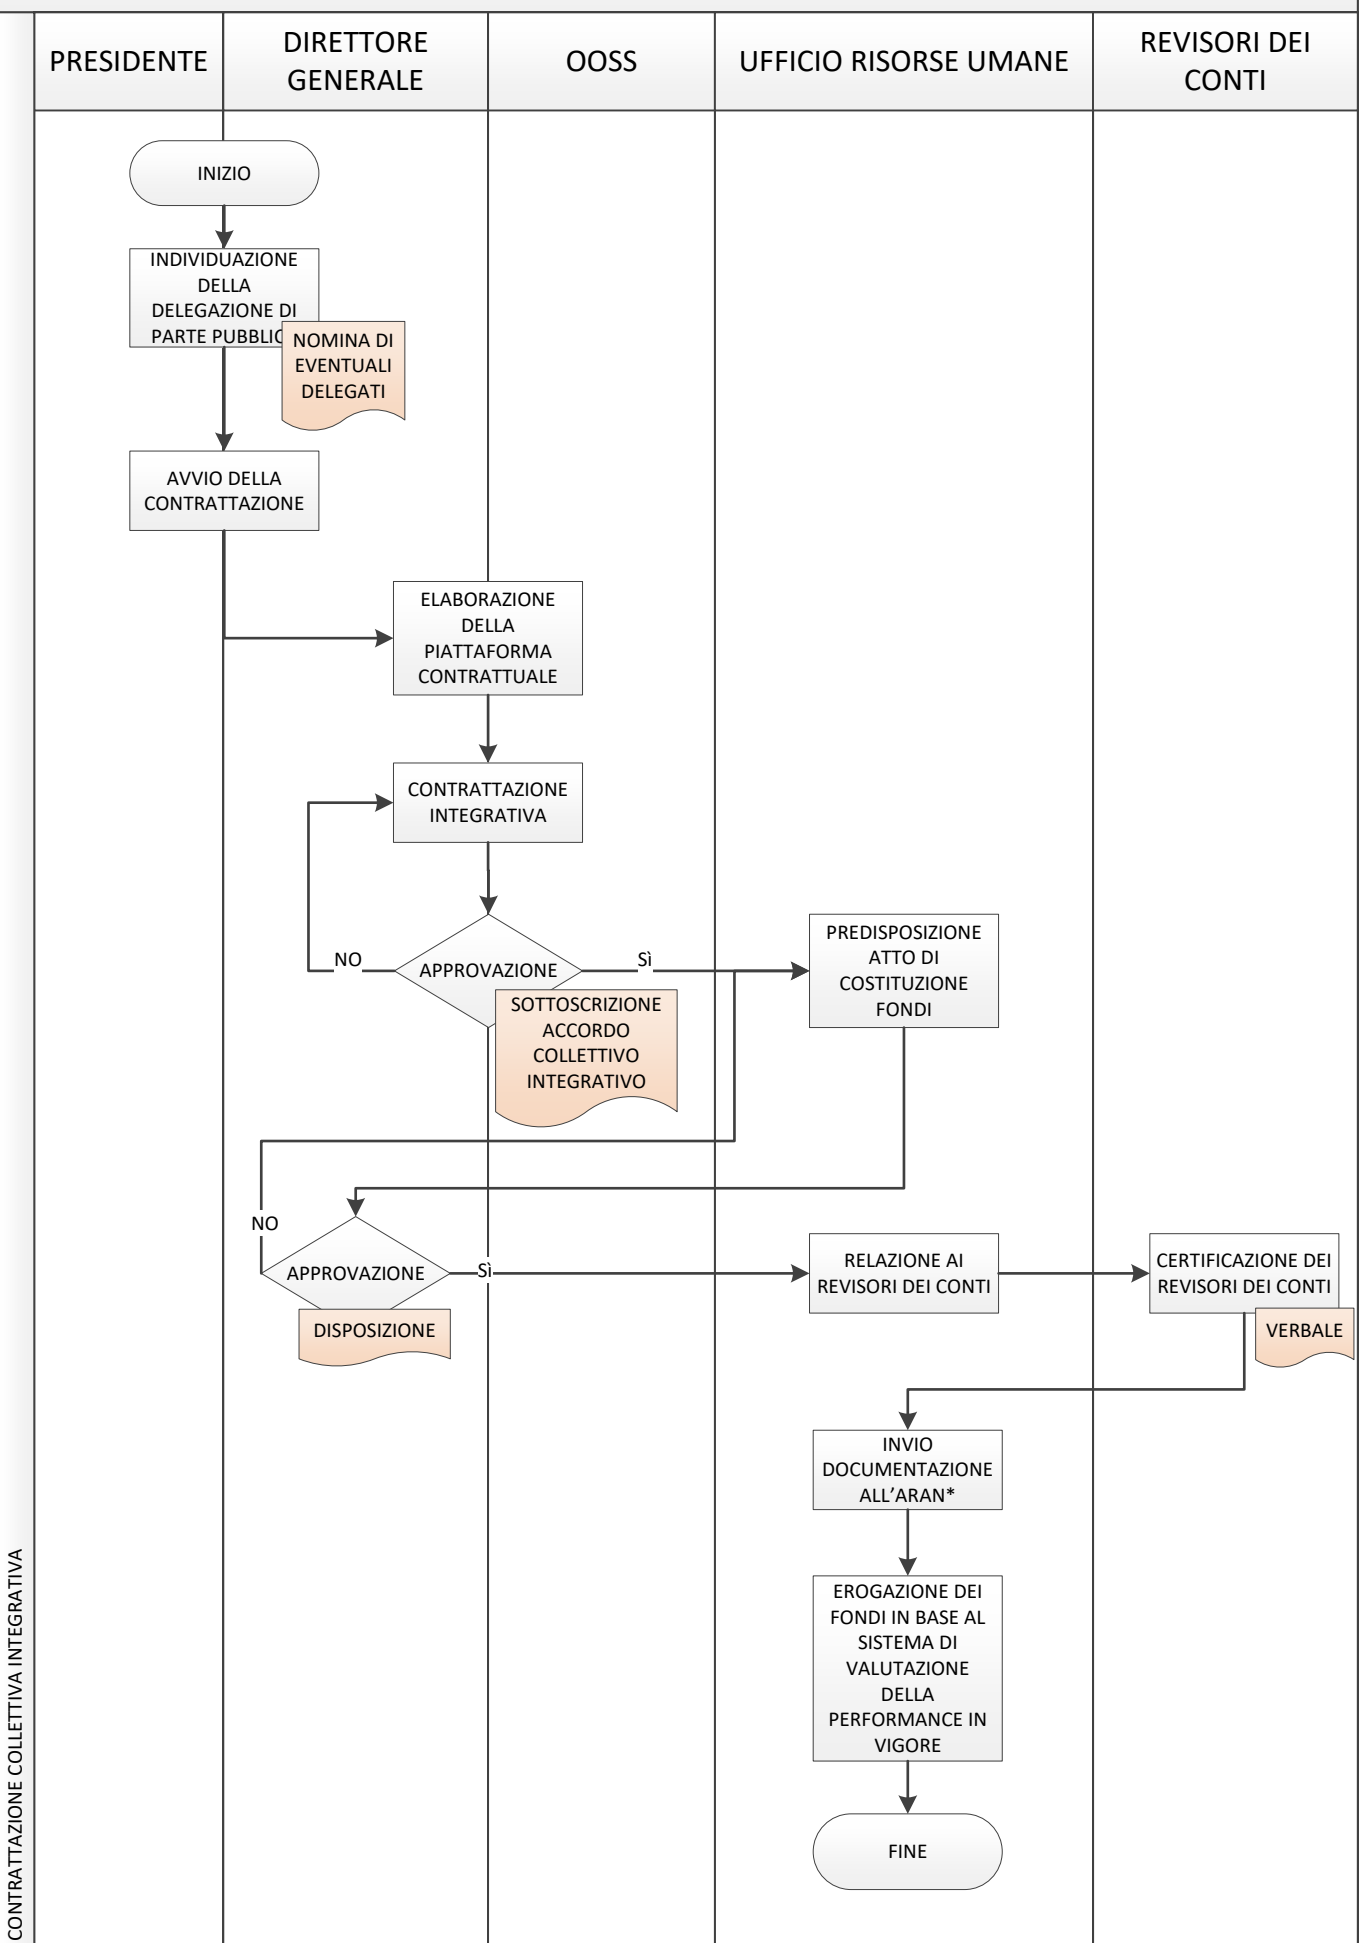 PRESIDENTE
DIRETTORE
GENERALE
OOSS
UFFICIO RISORSE UMANE
REVISORI DEI
CONTI
INIZIO
INDIVIDUAZIONE
DELLA
DELEGAZIONE DI
PARTE PUBBLIC
NOMINA DI
EVENTUALI
DELEGATI
AVVIO DELLA
CONTRATTAZIONE
ELABORAZIONE
DELLA
PIATTAFORMA
CONTRATTUALE
CONTRATTAZIONE
INTEGRATIVA
NO
APPROVAZIONE
Sì
SOTTOSCRIZIONE
ACCORDO
COLLETTIVO
INTEGRATIVO
PREDISPOSIZIONE
ATTO DI
COSTITUZIONE
FONDI
NO
APPROVAZIONE
Sì
DISPOSIZIONE
RELAZIONE AI
REVISORI DEI CONTI
CERTIFICAZIONE DEI
REVISORI DEI CONTI
VERBALE
INVIO
DOCUMENTAZIONE
ALL'ARAN*
EROGAZIONE DEI
FONDI IN BASE AL
SISTEMA DI
VALUTAZIONE
DELLA
PERFORMANCE IN
VIGORE
FINE
CONTRATTAZIONE COLLETTIVA INTEGRATIVA